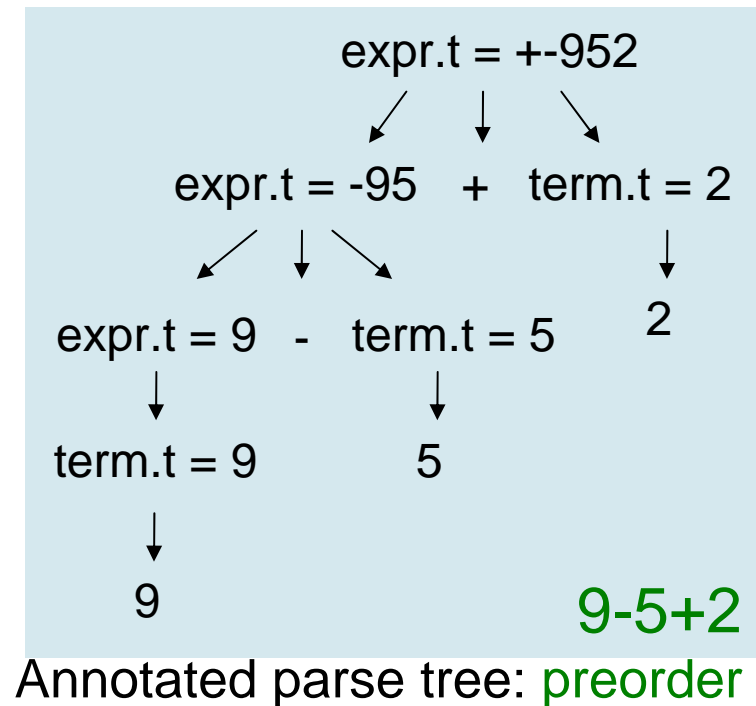 expr.t = +-952
expr.t = -95 + term.t = 2
expr.t = 9 - term.t = 5 2
term.t = 9 5
9
9-5+2
Annotated parse tree: preorder